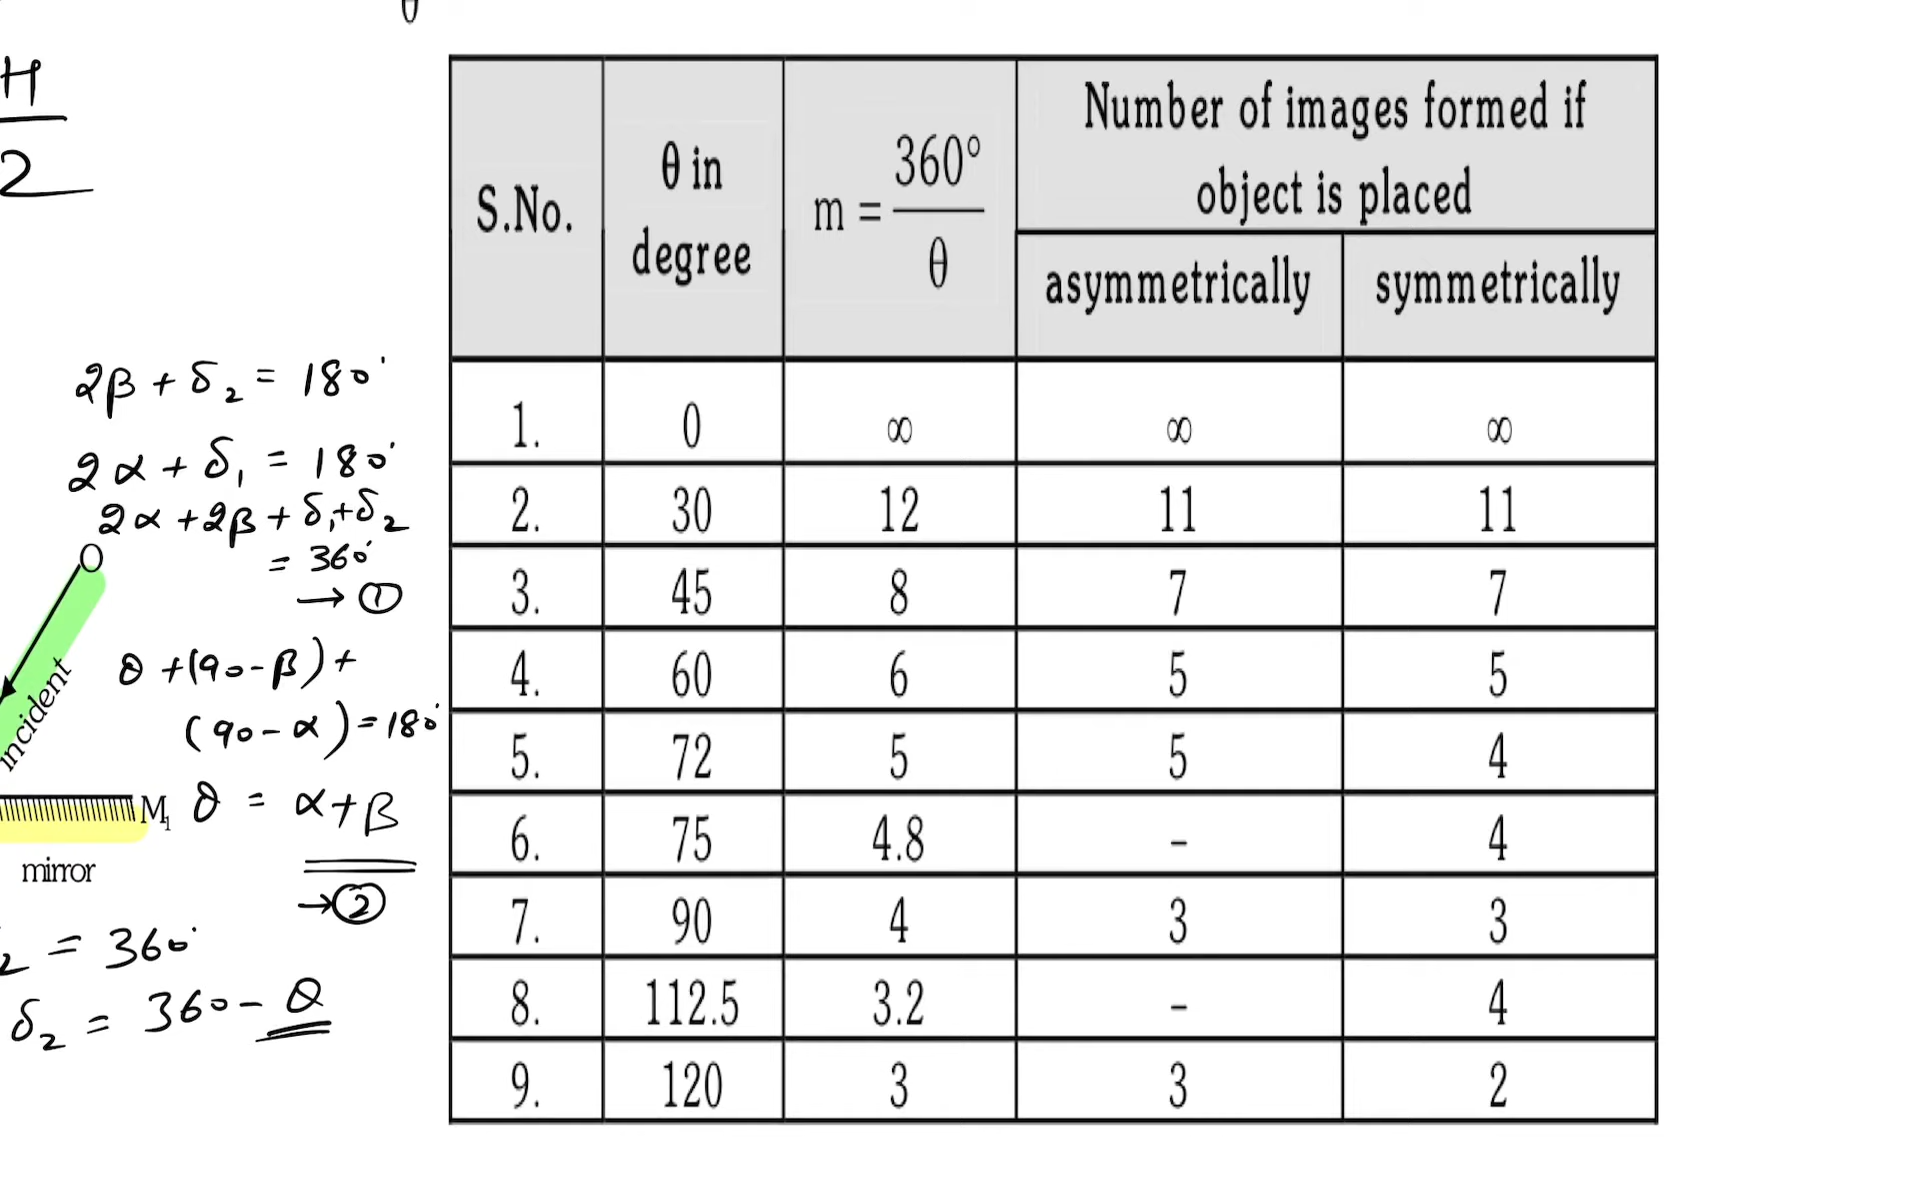 θ
H
2
2β + δ₂ = 180°
2α + δ₁ = 180°
2α + 2β + δ₁ + δ₂
= 360°
→ ①
O
incident
θ + (90 - β) +
(90 - α) = 180°
M₁
θ = α + β
mirror
→ ②
₂ = 360°
δ₂ = 360 - θ
S.No. θ in degree m = 360° / θ Number of images formed if object is placed
asymmetrically symmetrically
1. 0 ∞ ∞ ∞
2. 30 12 11 11
3. 45 8 7 7
4. 60 6 5 5
5. 72 5 5 4
6. 75 4.8 – 4
7. 90 4 3 3
8. 112.5 3.2 – 4
9. 120 3 3 2